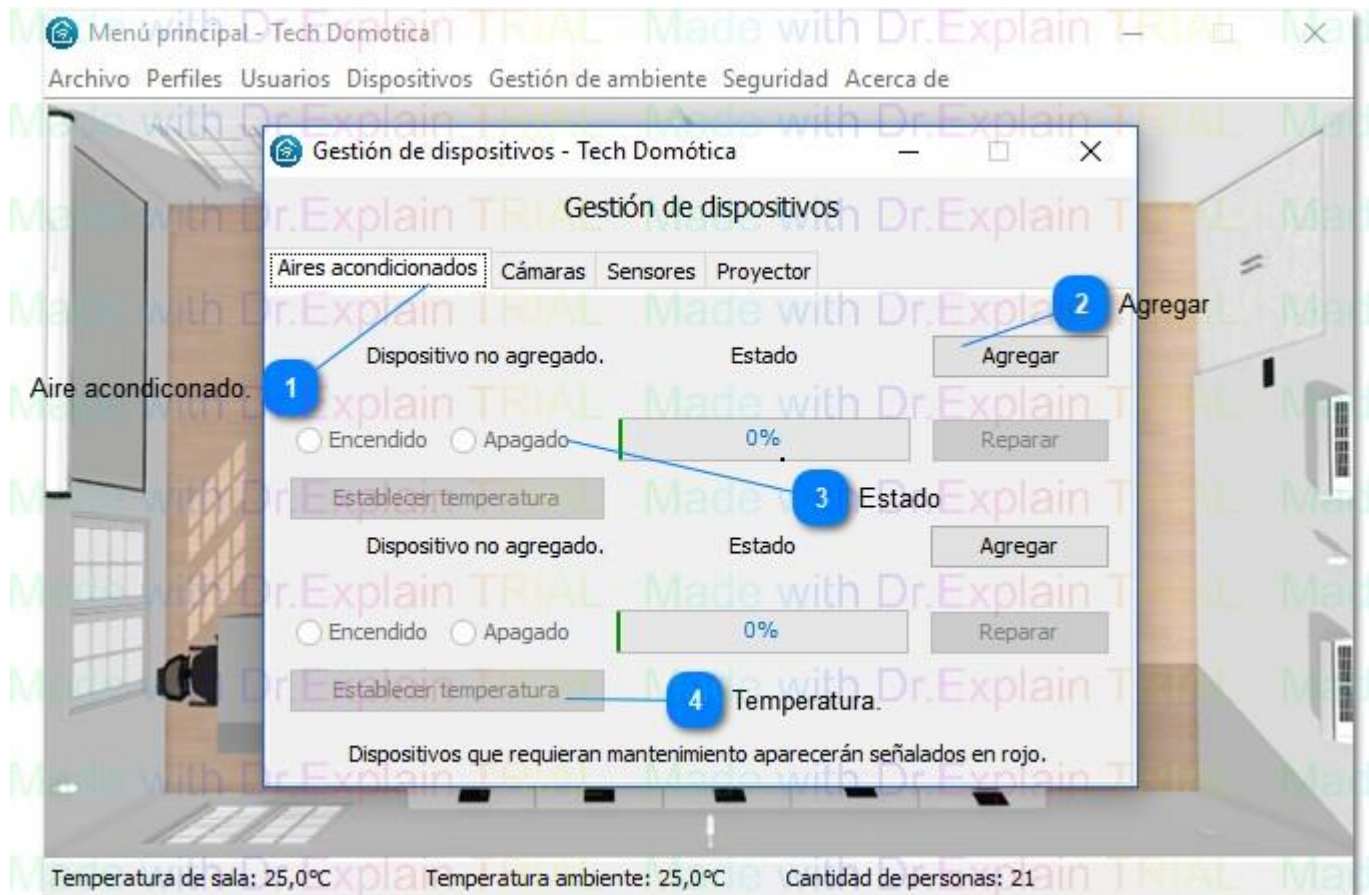 Menú principal - Tech Domotica
Archivo Perfiles Usuarios Dispositivos Gestión de ambiente Seguridad Acerca de
Gestión de dispositivos - Tech Domótica
Gestión de dispositivos
Aires acondicionados Cámaras Sensores Proyector
2 Agregar
Dispositivo no agregado. Estado Agregar
Aire acondiconado. 1
Encendido Apagado 0% Reparar
Establecer temperatura 3 Estado
Dispositivo no agregado. Estado Agregar
Encendido Apagado 0% Reparar
Establecer temperatura 4 Temperatura.
Dispositivos que requieran mantenimiento aparecerán señalados en rojo.
Temperatura de sala: 25,0°C Temperatura ambiente: 25,0°C Cantidad de personas: 21
Made with Dr.Explain TRIAL